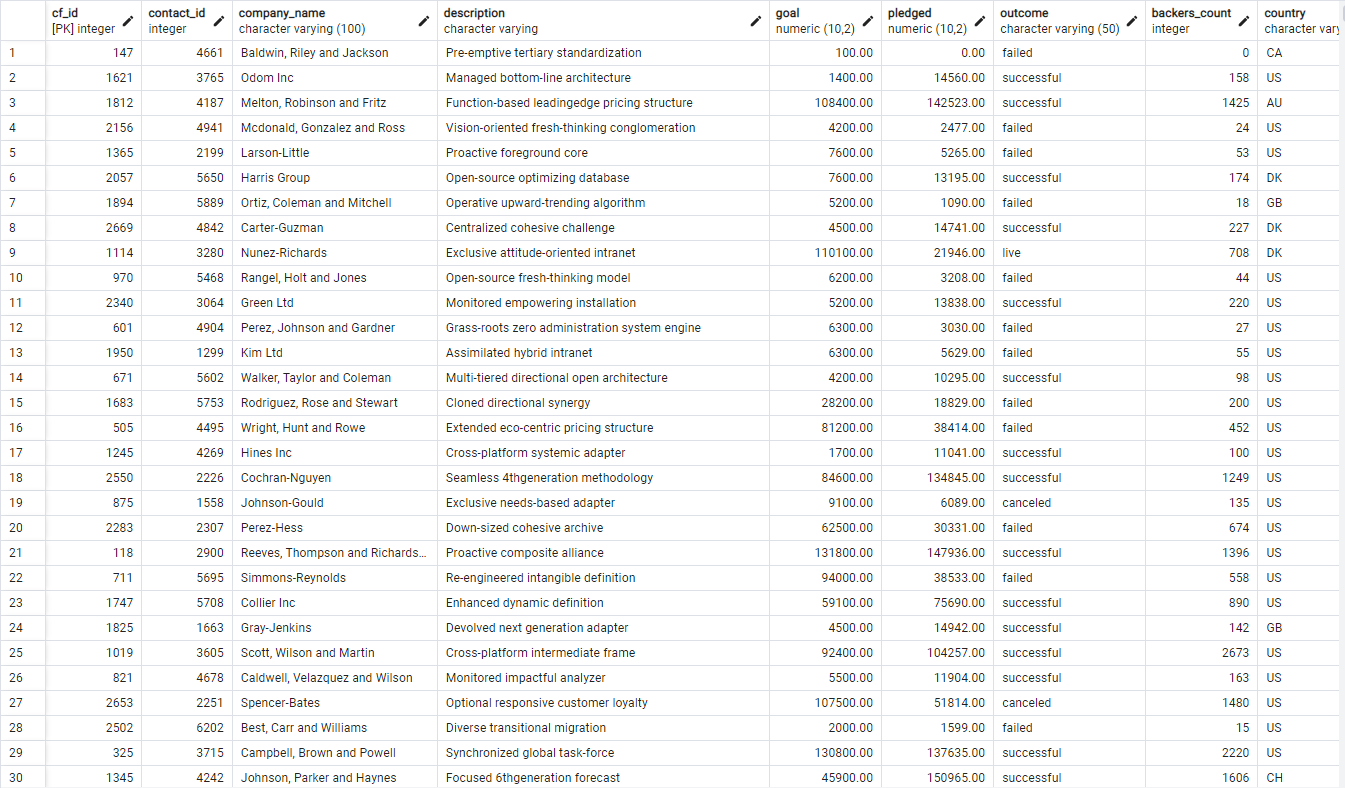 cf_id contact_id company_name description goal pledged outcome backers_count country
[PK] integer integer character varying (100) character varying numeric (10,2) numeric (10,2) character varying (50) integer character vary
1 147 4661 Baldwin, Riley and Jackson Pre-emptive tertiary standardization 100.00 0.00 failed 0 CA
2 1621 3765 Odom Inc Managed bottom-line architecture 1400.00 14560.00 successful 158 US
3 1812 4187 Melton, Robinson and Fritz Function-based leadingedge pricing structure 108400.00 142523.00 successful 1425 AU
4 2156 4941 Mcdonald, Gonzalez and Ross Vision-oriented fresh-thinking conglomeration 4200.00 2477.00 failed 24 US
5 1365 2199 Larson-Little Proactive foreground core 7600.00 5265.00 failed 53 US
6 2057 5650 Harris Group Open-source optimizing database 7600.00 13195.00 successful 174 DK
7 1894 5889 Ortiz, Coleman and Mitchell Operative upward-trending algorithm 5200.00 1090.00 failed 18 GB
8 2669 4842 Carter-Guzman Centralized cohesive challenge 4500.00 14741.00 successful 227 DK
9 1114 3280 Nunez-Richards Exclusive attitude-oriented intranet 110100.00 21946.00 live 708 DK
10 970 5468 Rangel, Holt and Jones Open-source fresh-thinking model 6200.00 3208.00 failed 44 US
11 2340 3064 Green Ltd Monitored empowering installation 5200.00 13838.00 successful 220 US
12 601 4904 Perez, Johnson and Gardner Grass-roots zero administration system engine 6300.00 3030.00 failed 27 US
13 1950 1299 Kim Ltd Assimilated hybrid intranet 6300.00 5629.00 failed 55 US
14 671 5602 Walker, Taylor and Coleman Multi-tiered directional open architecture 4200.00 10295.00 successful 98 US
15 1683 5753 Rodriguez, Rose and Stewart Cloned directional synergy 28200.00 18829.00 failed 200 US
16 505 4495 Wright, Hunt and Rowe Extended eco-centric pricing structure 81200.00 38414.00 failed 452 US
17 1245 4269 Hines Inc Cross-platform systemic adapter 1700.00 11041.00 successful 100 US
18 2550 2226 Cochran-Nguyen Seamless 4thgeneration methodology 84600.00 134845.00 successful 1249 US
19 875 1558 Johnson-Gould Exclusive needs-based adapter 9100.00 6089.00 canceled 135 US
20 2283 2307 Perez-Hess Down-sized cohesive archive 62500.00 30331.00 failed 674 US
21 118 2900 Reeves, Thompson and Richards... Proactive composite alliance 131800.00 147936.00 successful 1396 US
22 711 5695 Simmons-Reynolds Re-engineered intangible definition 94000.00 38533.00 failed 558 US
23 1747 5708 Collier Inc Enhanced dynamic definition 59100.00 75690.00 successful 890 US
24 1825 1663 Gray-Jenkins Devolved next generation adapter 4500.00 14942.00 successful 142 GB
25 1019 3605 Scott, Wilson and Martin Cross-platform intermediate frame 92400.00 104257.00 successful 2673 US
26 821 4678 Caldwell, Velazquez and Wilson Monitored impactful analyzer 5500.00 11904.00 successful 163 US
27 2653 2251 Spencer-Bates Optional responsive customer loyalty 107500.00 51814.00 canceled 1480 US
28 2502 6202 Best, Carr and Williams Diverse transitional migration 2000.00 1599.00 failed 15 US
29 325 3715 Campbell, Brown and Powell Synchronized global task-force 130800.00 137635.00 successful 2220 US
30 1345 4242 Johnson, Parker and Haynes Focused 6thgeneration forecast 45900.00 150965.00 successful 1606 CH